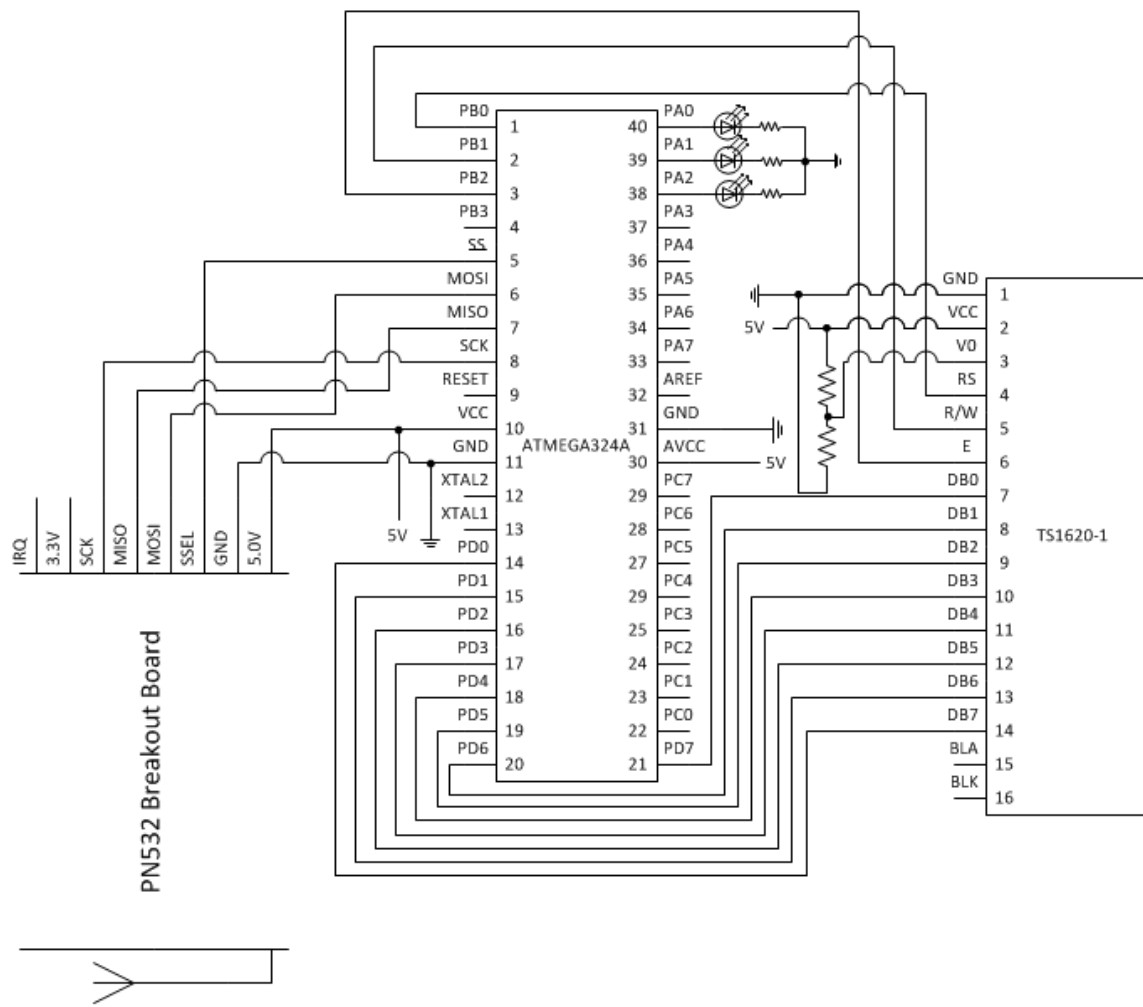 PB0
1
PB1
2
PB2
3
PB3
4
SS
5
MOSI
6
MISO
7
SCK
8
RESET
9
VCC
10
GND
11
XTAL2
12
XTAL1
13
PD0
14
PD1
15
PD2
16
PD3
17
PD4
18
PD5
19
PD6
20
ATMEGA324A
PA0
40
PA1
39
PA2
38
PA3
37
PA4
36
PA5
35
PA6
34
PA7
33
AREF
32
GND
31
AVCC
30
PC7
29
PC6
28
PC5
27
PC4
29
PC3
25
PC2
24
PC1
23
PC0
22
PD7
21
5V
5V
5V
GND
1
VCC
2
V0
3
RS
4
R/W
5
E
6
DB0
7
DB1
8
DB2
9
DB3
10
DB4
11
DB5
12
DB6
13
DB7
14
BLA
15
BLK
16
TS1620-1
IRQ
3.3V
SCK
MISO
MOSI
SSEL
GND
5.0V
PN532 Breakout Board